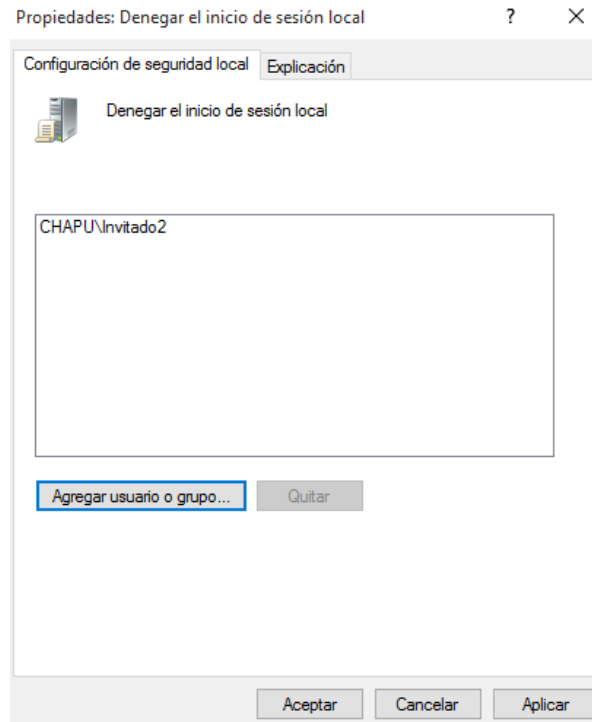 Propiedades: Denegar el inicio de sesión local ? ×
Configuración de seguridad local Explicación
Denegar el inicio de sesión local
CHAPU\Invitado2
Agregar usuario o grupo... Quitar
Aceptar Cancelar Aplicar